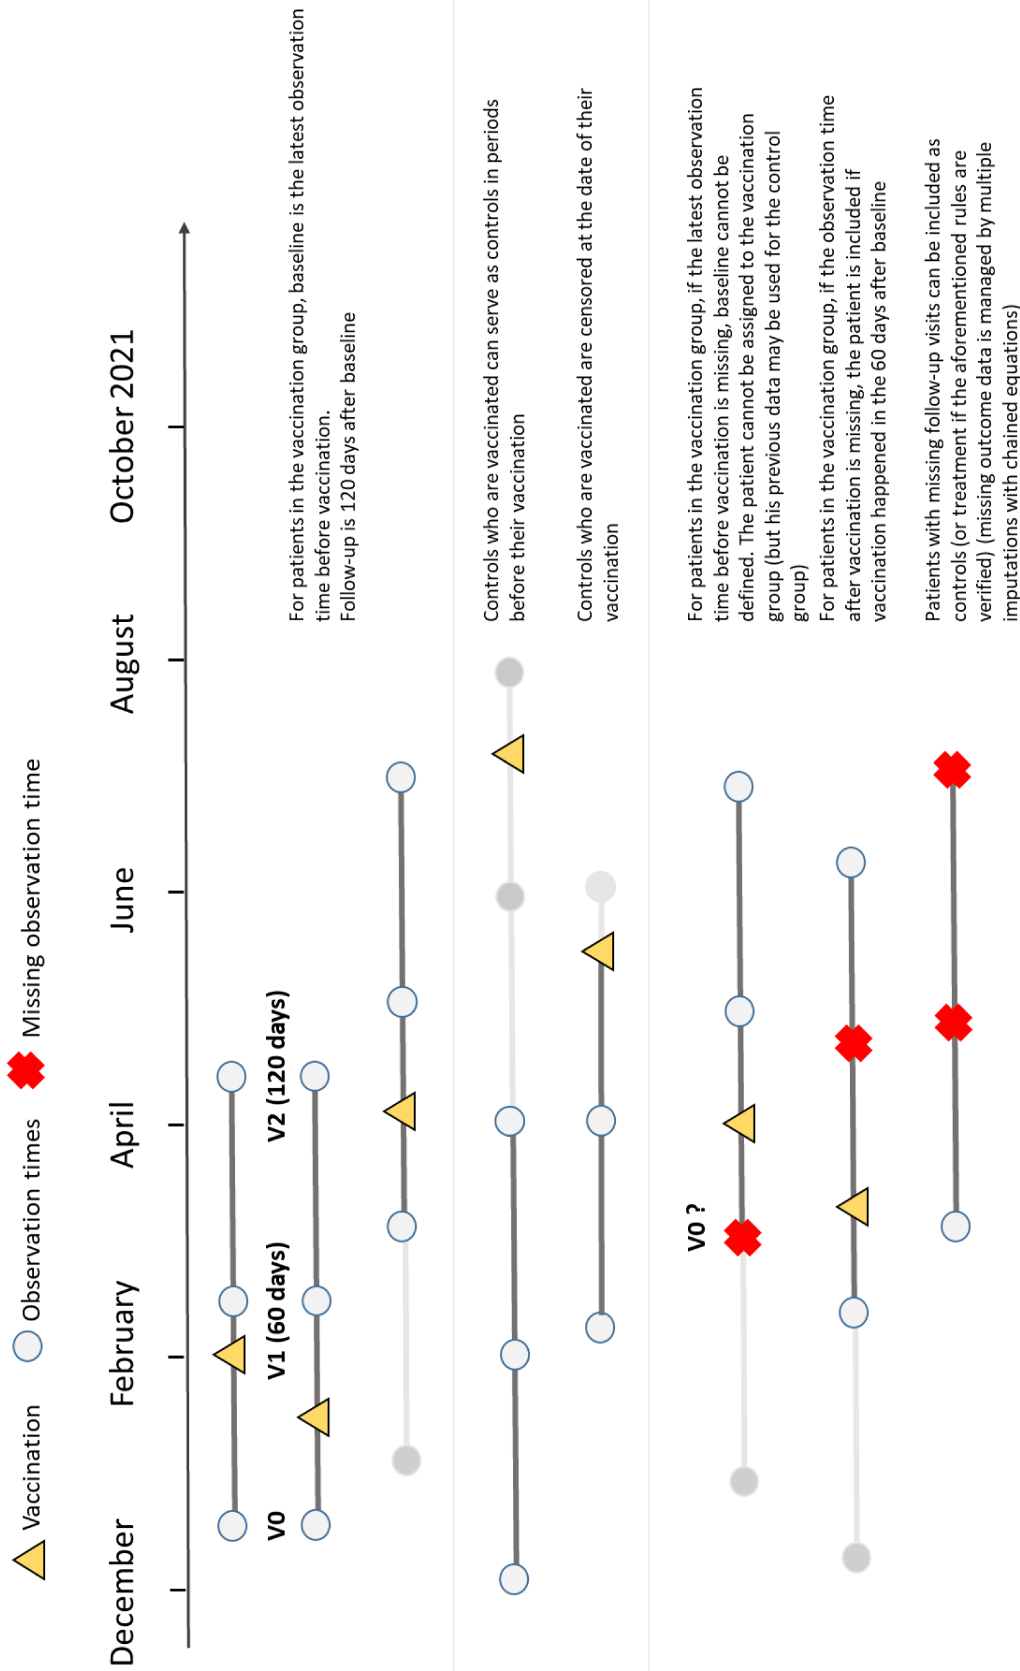 Vaccination
Observation times
Missing observation time
December
February
April
June
August
October 2021
For patients in the vaccination group, baseline is the latest observation
time before vaccination.
Follow-up is 120 days after baseline
V0
V1 (60 days)
V2 (120 days)
Controls who are vaccinated can serve as controls in periods
before their vaccination
Controls who are vaccinated are censored at the date of their
vaccination
V0 ?
For patients in the vaccination group, if the latest observation
time before vaccination is missing, baseline cannot be
defined. The patient cannot be assigned to the vaccination
group (but his previous data may be used for the control
group)
For patients in the vaccination group, if the observation time
after vaccination is missing, the patient is included if
vaccination happened in the 60 days after baseline
Patients with missing follow-up visits can be included as
controls (or treatment if the aforementioned rules are
verified) (missing outcome data is managed by multiple
imputations with chained equations)